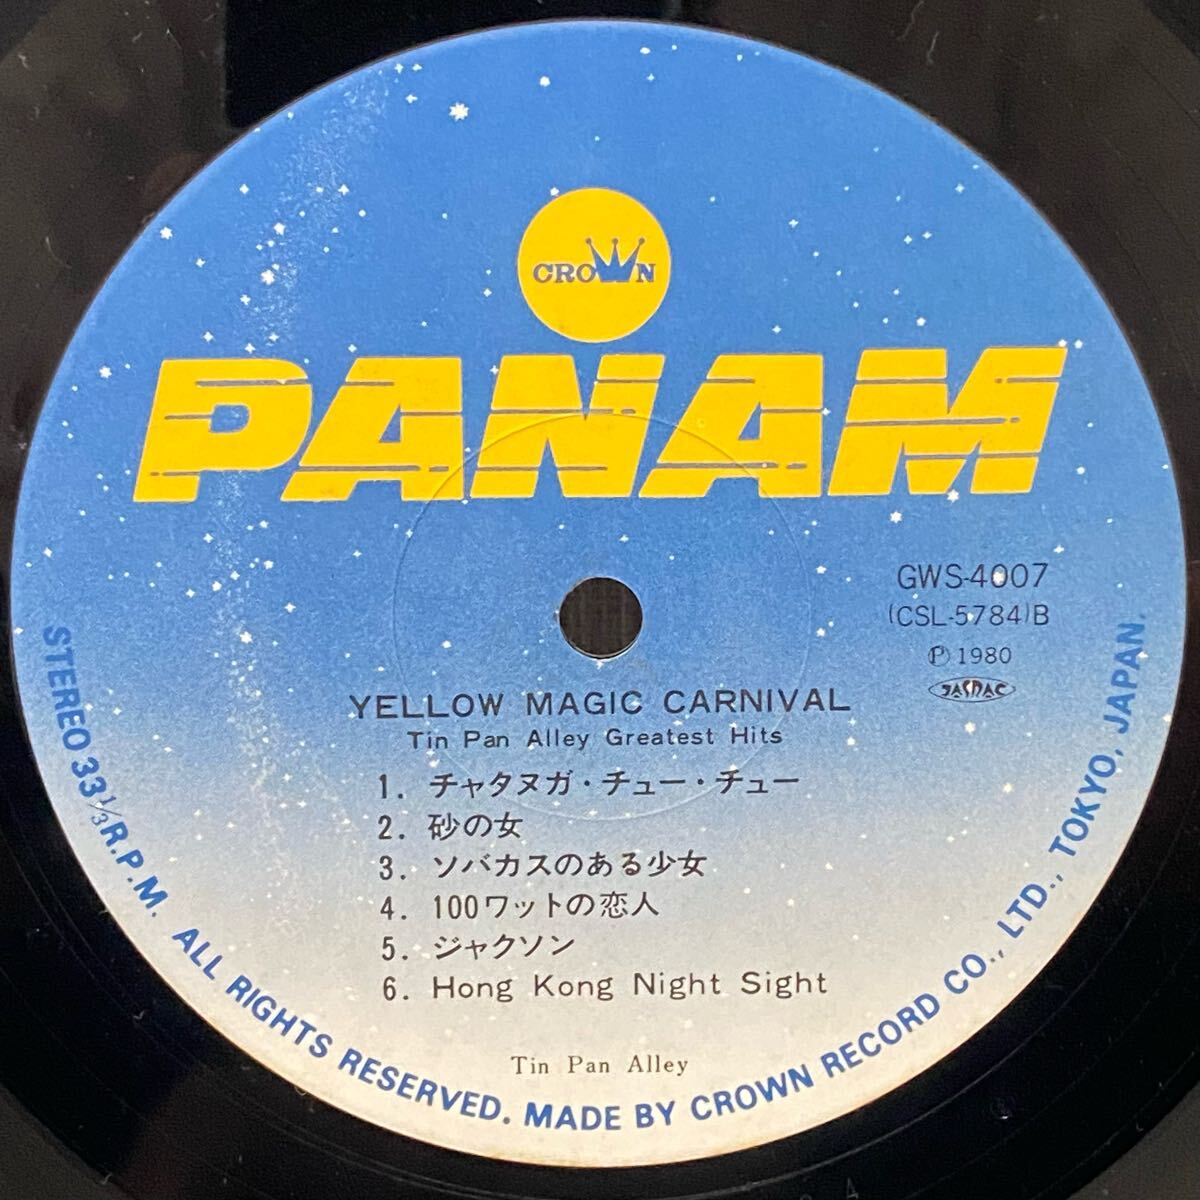 CROWN
PANAM
GWS-4007
(CSL-5784)B
Ⓟ1980
JASRAC
YELLOW MAGIC CARNIVAL
Tin Pan Alley Greatest Hits
1. チャタヌガ・チュー・チュー
2. 砂の女
3. ソバカスのある少女
4. 100ワットの恋人
5. ジャクソン
6. Hong Kong Night Sight
Tin Pan Alley
STEREO 33⅓ R.P.M. ALL RIGHTS RESERVED. MADE BY CROWN RECORD CO., LTD., TOKYO, JAPAN.